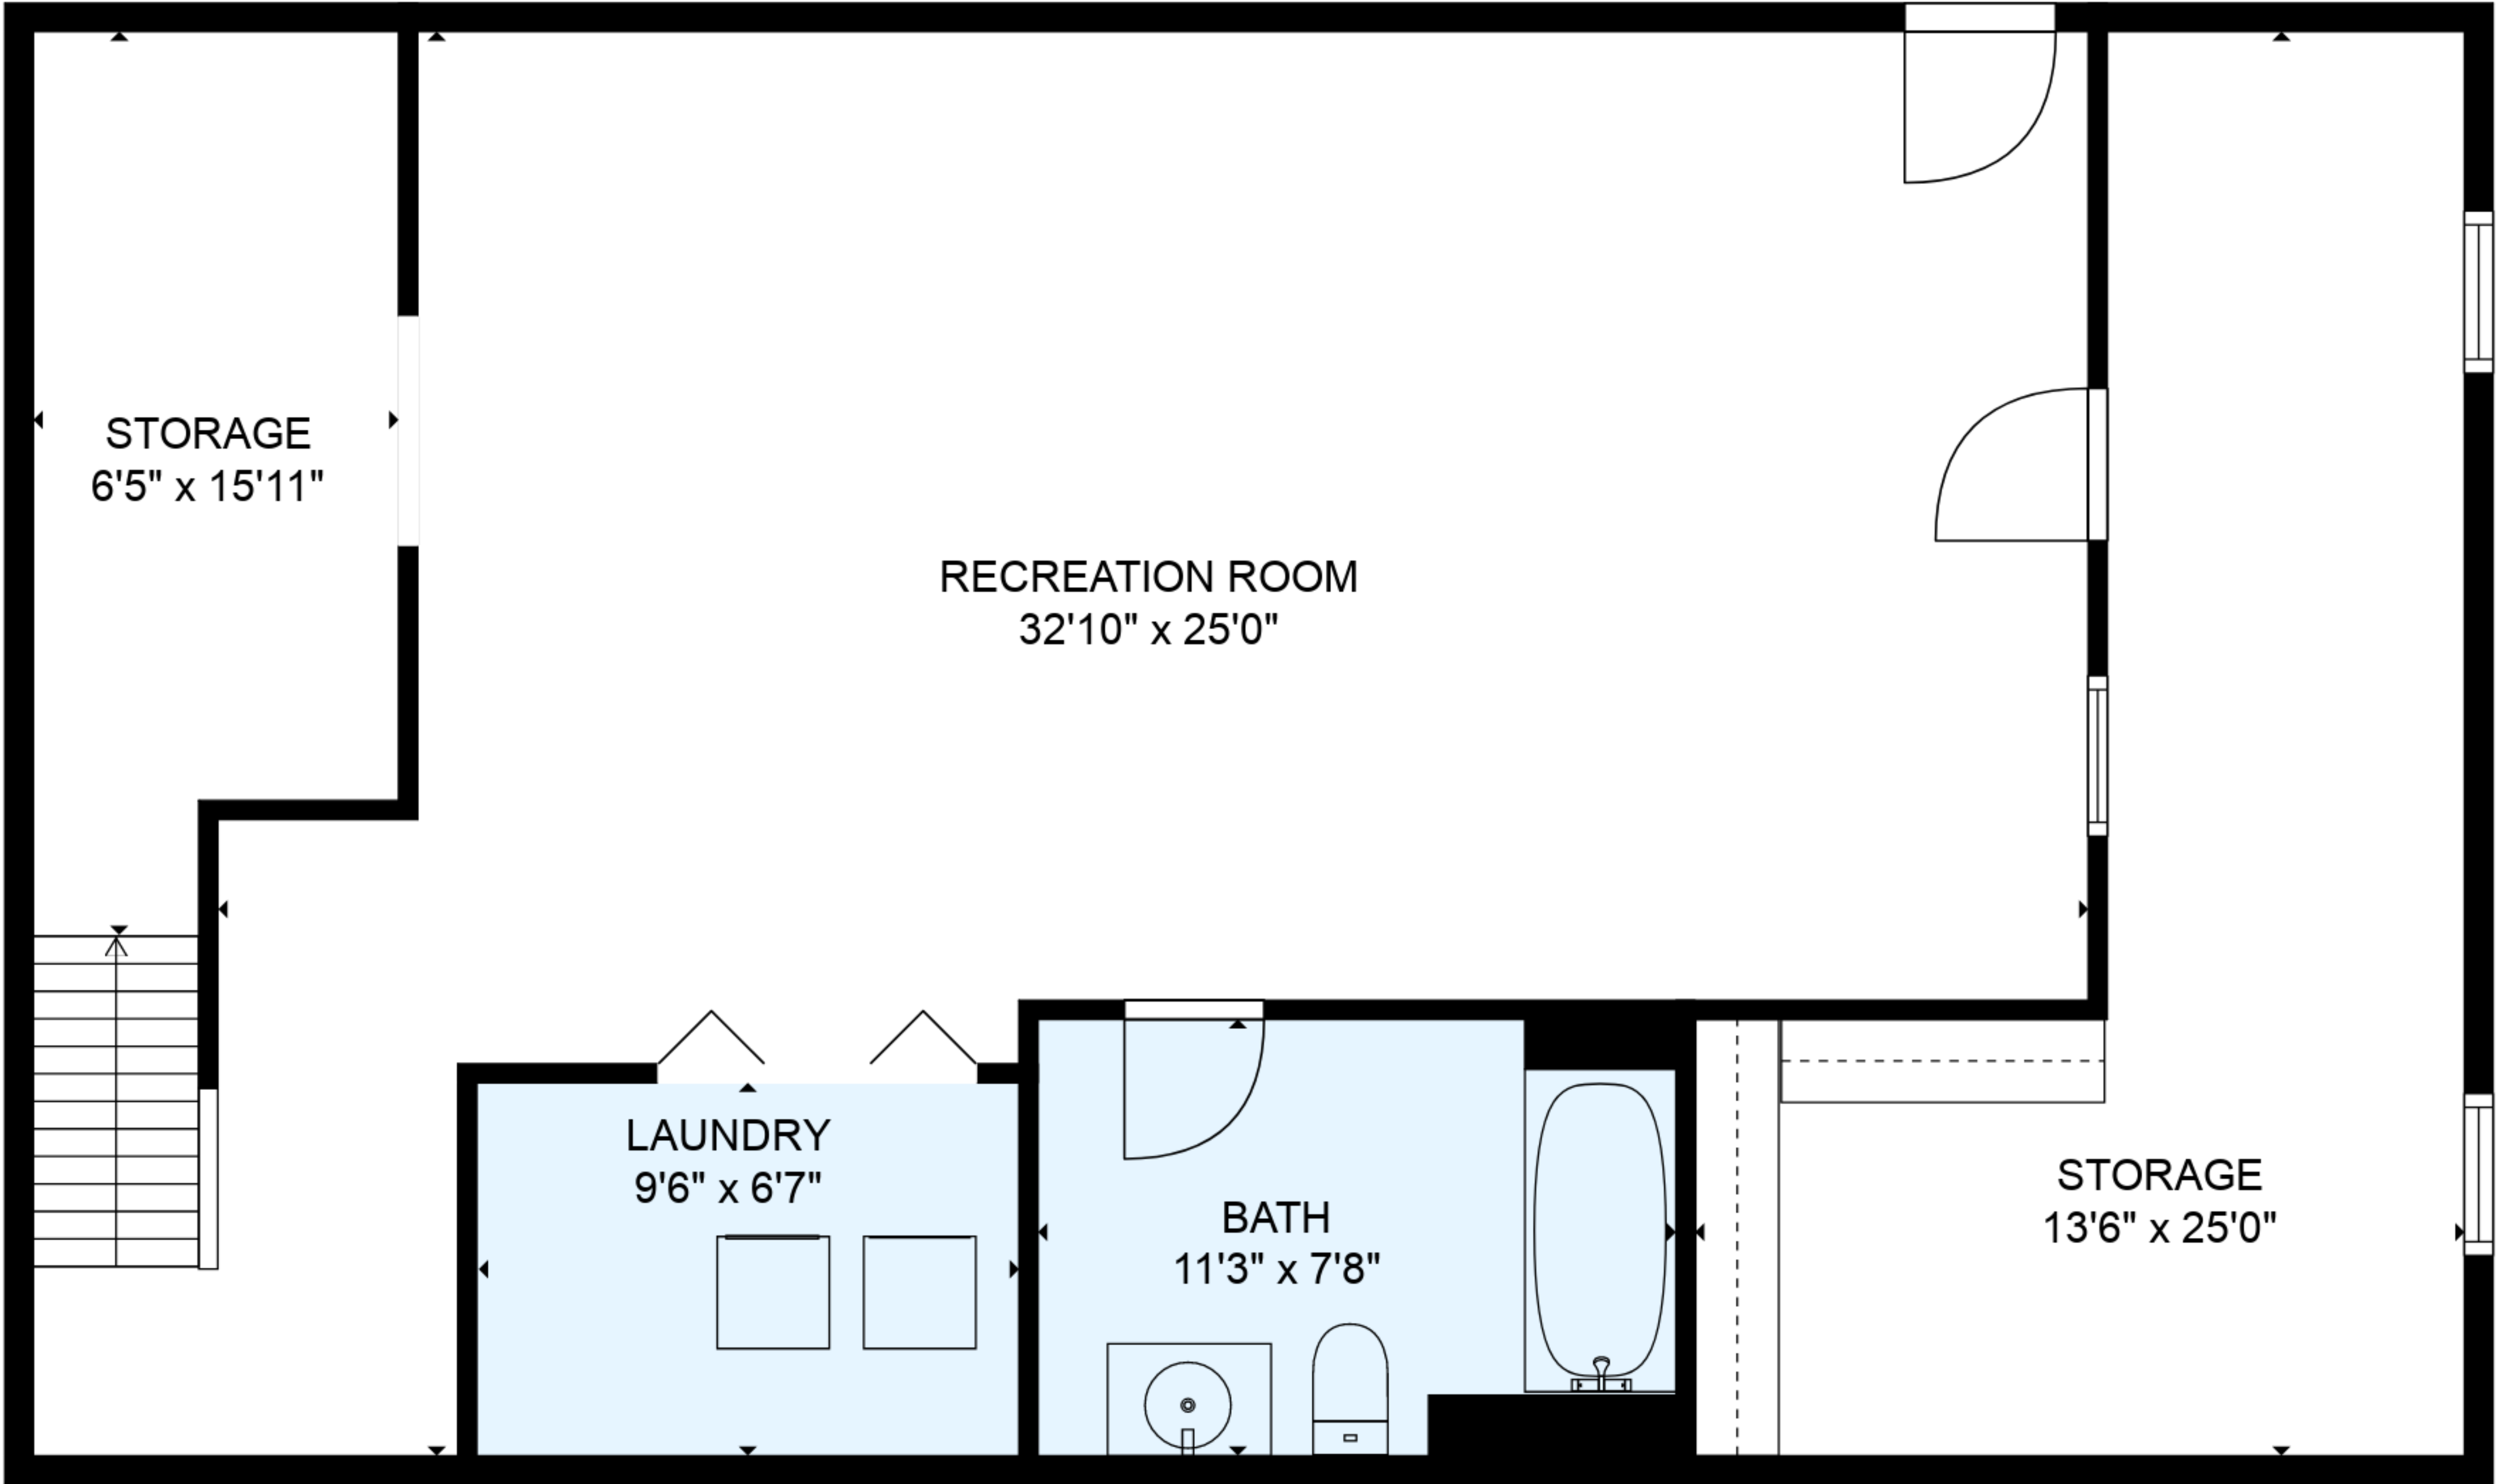 STORAGE
6'5" x 15'11"
RECREATION ROOM
32'10" x 25'0"
LAUNDRY
9'6" x 6'7"
BATH
11'3" x 7'8"
STORAGE
13'6" x 25'0"